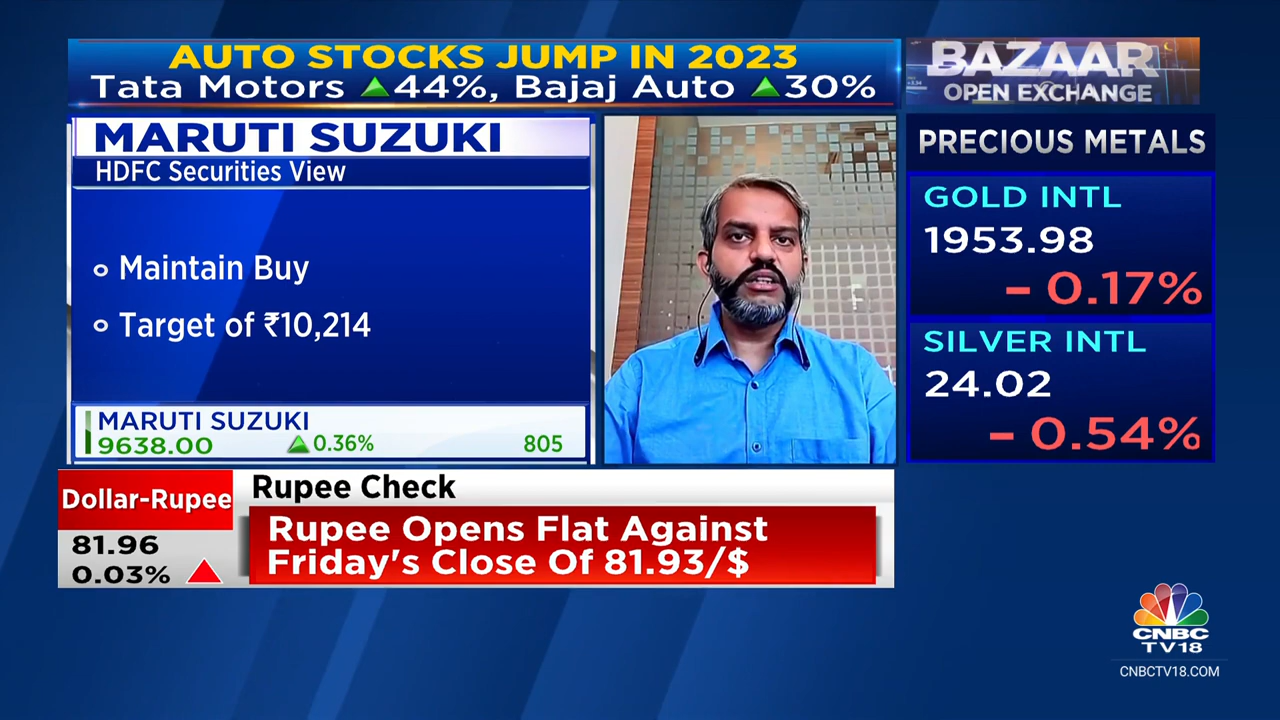 AUTO STOCKS JUMP IN 2023
Tata Motors ▲44%, Bajaj Auto ▲30%
BAZAAR
OPEN EXCHANGE
MARUTI SUZUKI
HDFC Securities View
Maintain Buy
Target of ₹10,214
MARUTI SUZUKI
9638.00 ▲0.36% 805
PRECIOUS METALS
GOLD INTL
1953.98
- 0.17%
SILVER INTL
24.02
- 0.54%
Dollar-Rupee
81.96
0.03% ▲
Rupee Check
Rupee Opens Flat Against
Friday's Close Of 81.93/$
CNBC
TV18
CNBCTV18.COM